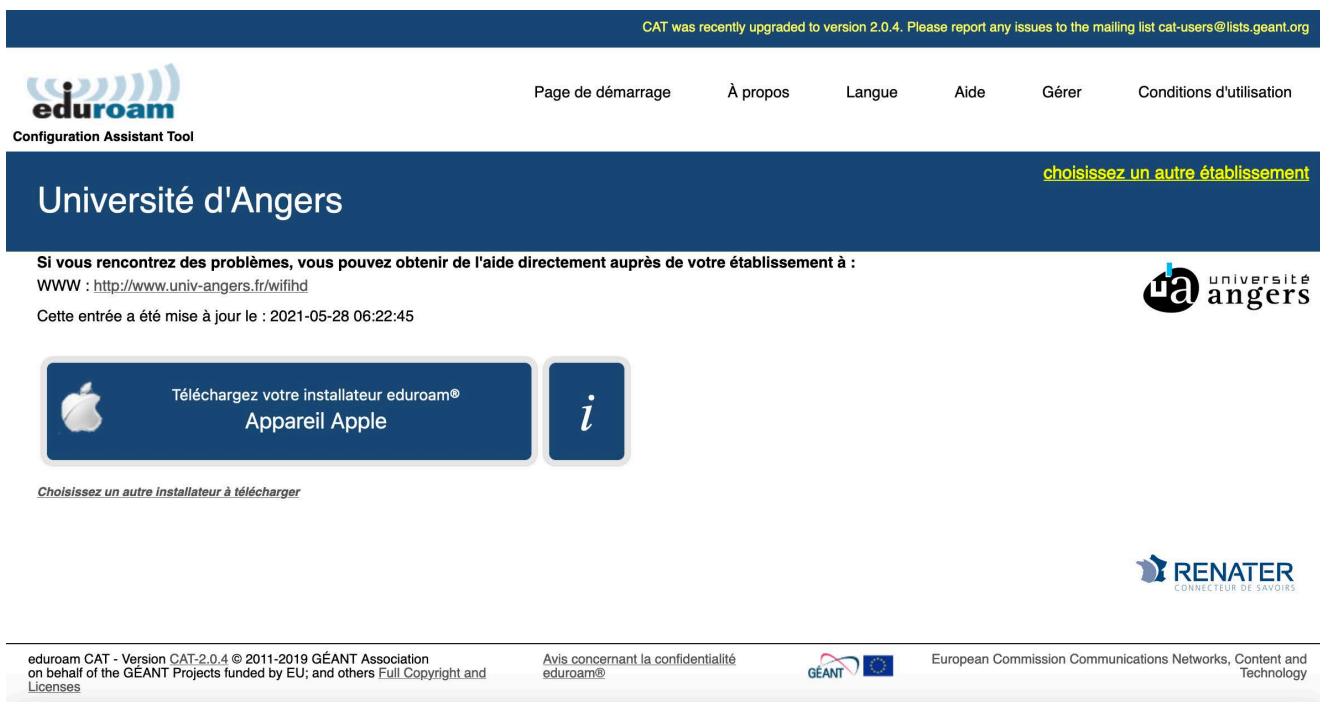 CAT was recently upgraded to version 2.0.4. Please report any issues to the mailing list cat-users@lists.geant.org
eduroam
Configuration Assistant Tool
Page de démarrage À propos Langue Aide Gérer Conditions d'utilisation
choisissez un autre établissement
Université d'Angers
Si vous rencontrez des problèmes, vous pouvez obtenir de l'aide directement auprès de votre établissement à :
WWW : http://www.univ-angers.fr/wifihd
Cette entrée a été mise à jour le : 2021-05-28 06:22:45
ua université
angers
Téléchargez votre installateur eduroam®
Appareil Apple
i
Choisissez un autre installateur à télécharger
RENATER
CONNECTEUR DE SAVOIRS
eduroam CAT - Version CAT-2.0.4 © 2011-2019 GÉANT Association
on behalf of the GÉANT Projects funded by EU; and others Full Copyright and
Licenses
Avis concernant la confidentialité
eduroam®
GÉANT
European Commission Communications Networks, Content and
Technology